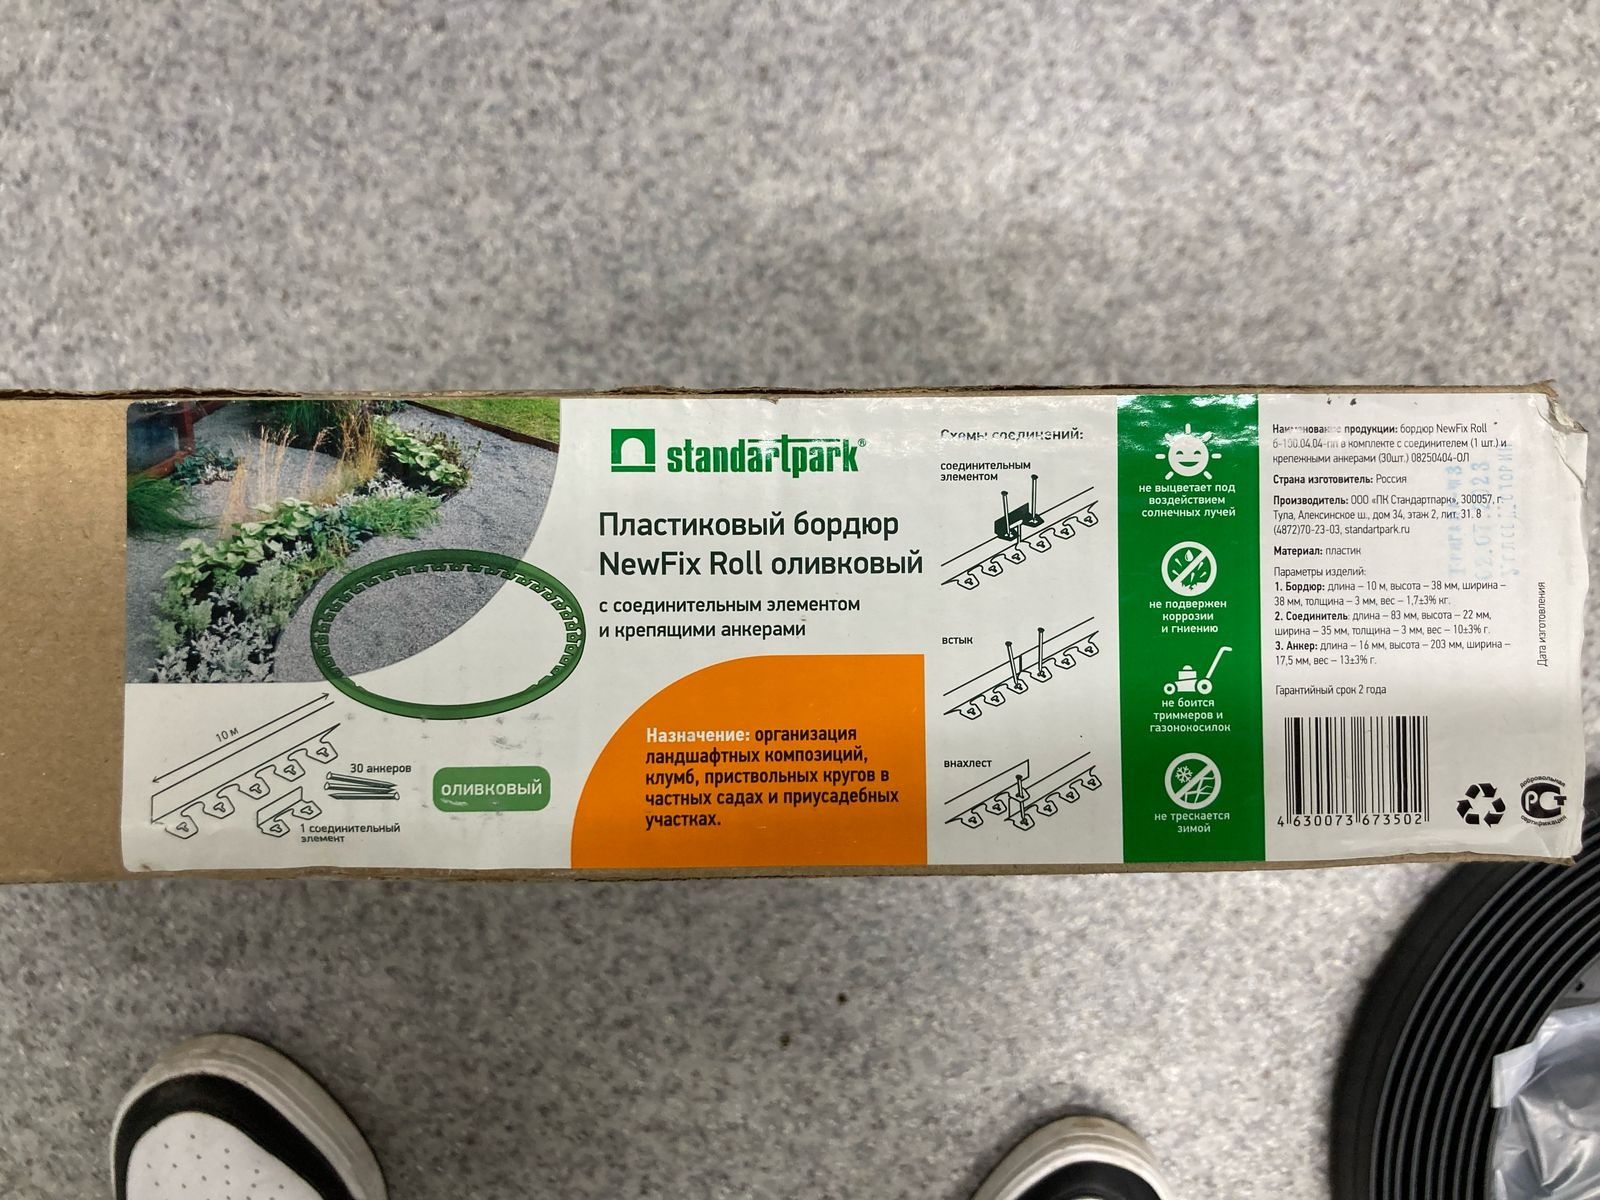 standartpark®
Пластиковый бордюр
NewFix Roll оливковый
с соединительным элементом
и крепящими анкерами
10 м
30 анкеров
1 соединительный
элемент
оливковый
Назначение: организация
ландшафтных композиций,
клумб, приствольных кругов в
частных садах и приусадебных
участках.
Схемы соединений:
соединительным
элементом
встык
внахлест
не выцветает под
воздействием
солнечных лучей
не подвержен
коррозии
и гниению
не боится
триммеров и
газонокосилок
не трескается
зимой
Наименование продукции: бордюр NewFix Roll
б-100.04.04-пп в комплекте с соединителем (1 шт.) и
крепежными анкерами (30шт.) 08250404-ОЛ
Страна изготовитель: Россия
Производитель: ООО «ПК Стандартпарк», 300057, г.
Тула, Алексинское ш., дом 34, этаж 2, лит. 31. 8
(4872)70-23-03, standartpark.ru
Материал: пластик
Параметры изделий:
1. Бордюр: длина – 10 м, высота – 38 мм, ширина –
38 мм, толщина – 3 мм, вес – 1,7±3% кг.
2. Соединитель: длина – 83 мм, высота – 22 мм,
ширина – 35 мм, толщина – 3 мм, вес – 10±3% г.
3. Анкер: длина – 16 мм, высота – 203 мм, ширина –
17,5 мм, вес – 13±3% г.
Гарантийный срок 2 года
Дата изготовления
4 630073 673502
Добровольная
РСТ
сертификация